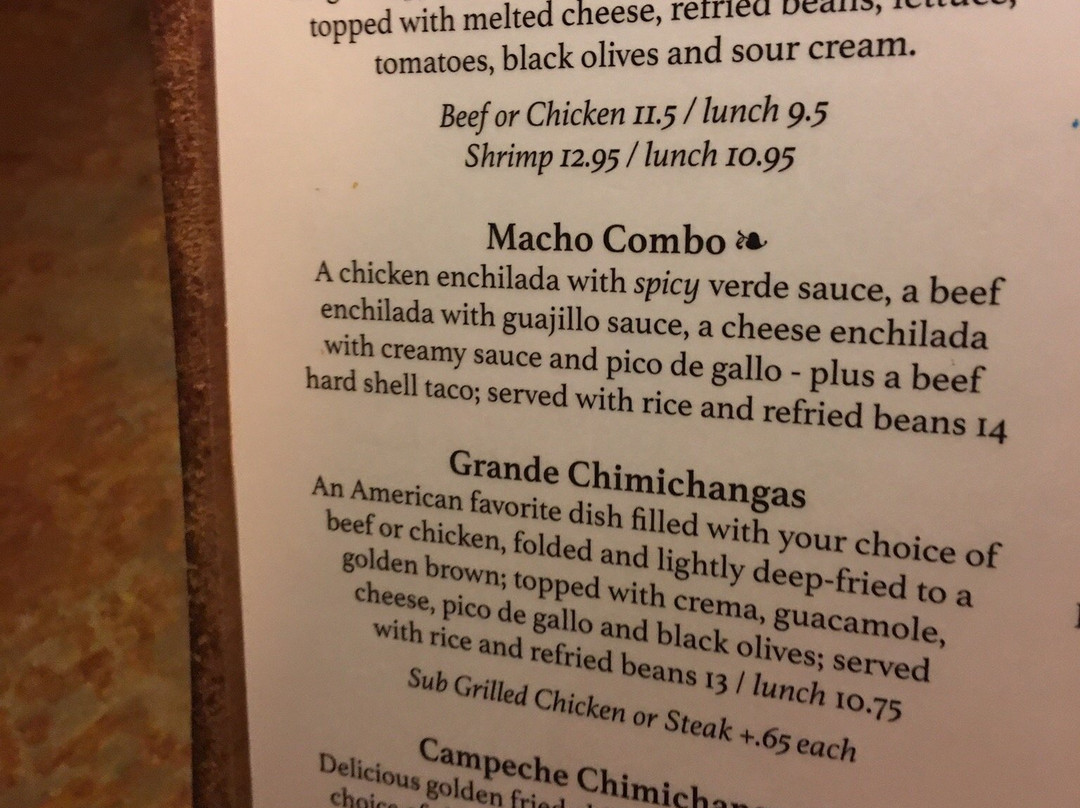 topped with melted cheese, refried beans, lettuce,
tomatoes, black olives and sour cream.
Beef or Chicken 11.5 / lunch 9.5
Shrimp 12.95 / lunch 10.95
Macho Combo ❧
A chicken enchilada with spicy verde sauce, a beef
enchilada with guajillo sauce, a cheese enchilada
with creamy sauce and pico de gallo - plus a beef
hard shell taco; served with rice and refried beans 14
Grande Chimichangas
An American favorite dish filled with your choice of
beef or chicken, folded and lightly deep-fried to a
golden brown; topped with crema, guacamole,
cheese, pico de gallo and black olives; served
with rice and refried beans 13 / lunch 10.75
Sub Grilled Chicken or Steak +.65 each
Campeche
Delicious golden fried
choice